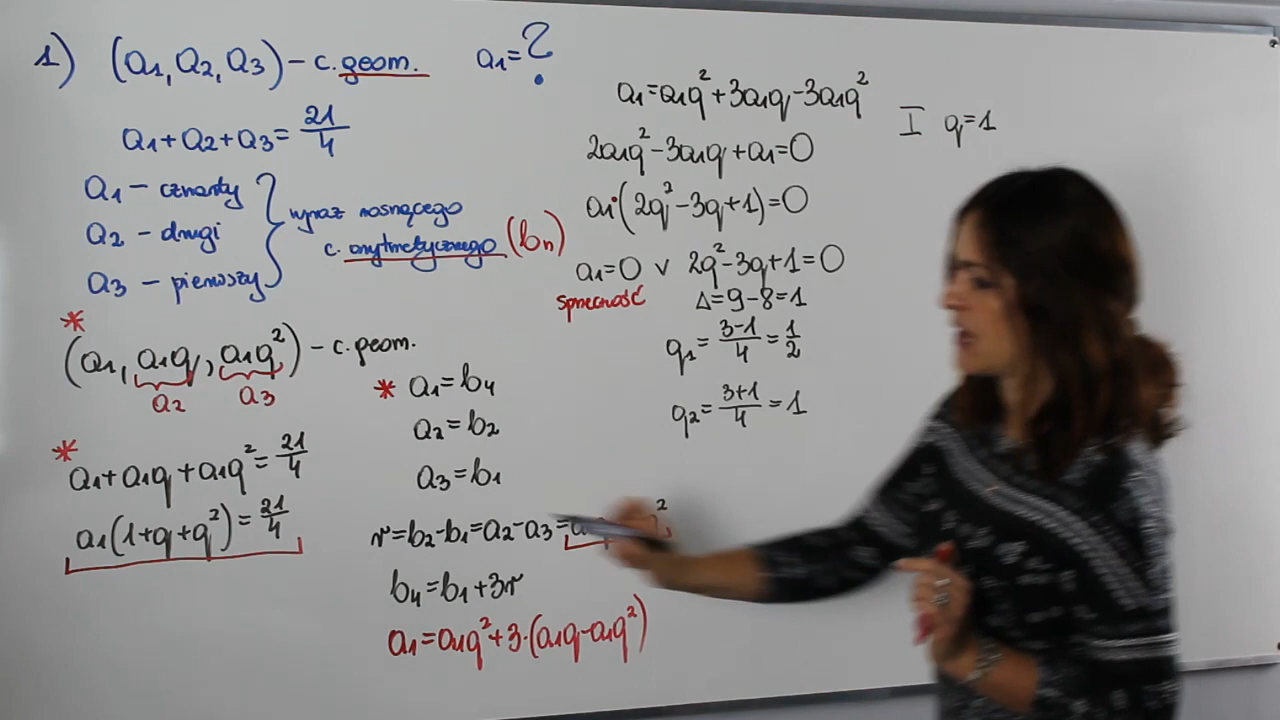 1) (a₁, a₂, a₃) – c. geom. a₁ = ?
a₁ + a₂ + a₃ = 21/4
a₁ – czwarty
a₂ – drugi
a₃ – pierwszy
wyraz rosnącego
c. arytmetycznego (bₙ)
* (a₁, a₁q, a₁q²) – c. geom.
a₂ a₃
* a₁ + a₁q + a₁q² = 21/4
a₁(1+q+q²) = 21/4
* a₁ = b₄
a₂ = b₂
a₃ = b₁
r = b₂ - b₁ = a₂ - a₃ =
b₄ = b₁ + 3r
a₁ = a₁q² + 3·(a₁q - a₁q²)
a₁ = a₁q² + 3a₁q - 3a₁q²
2a₁q² - 3a₁q + a₁ = 0
a₁(2q² - 3q + 1) = 0
a₁ = 0 ∨ 2q² - 3q + 1 = 0
sprzeczność Δ = 9 - 8 = 1
q₁ = (3-1)/4 = 1/2
q₂ = (3+1)/4 = 1
I q = 1